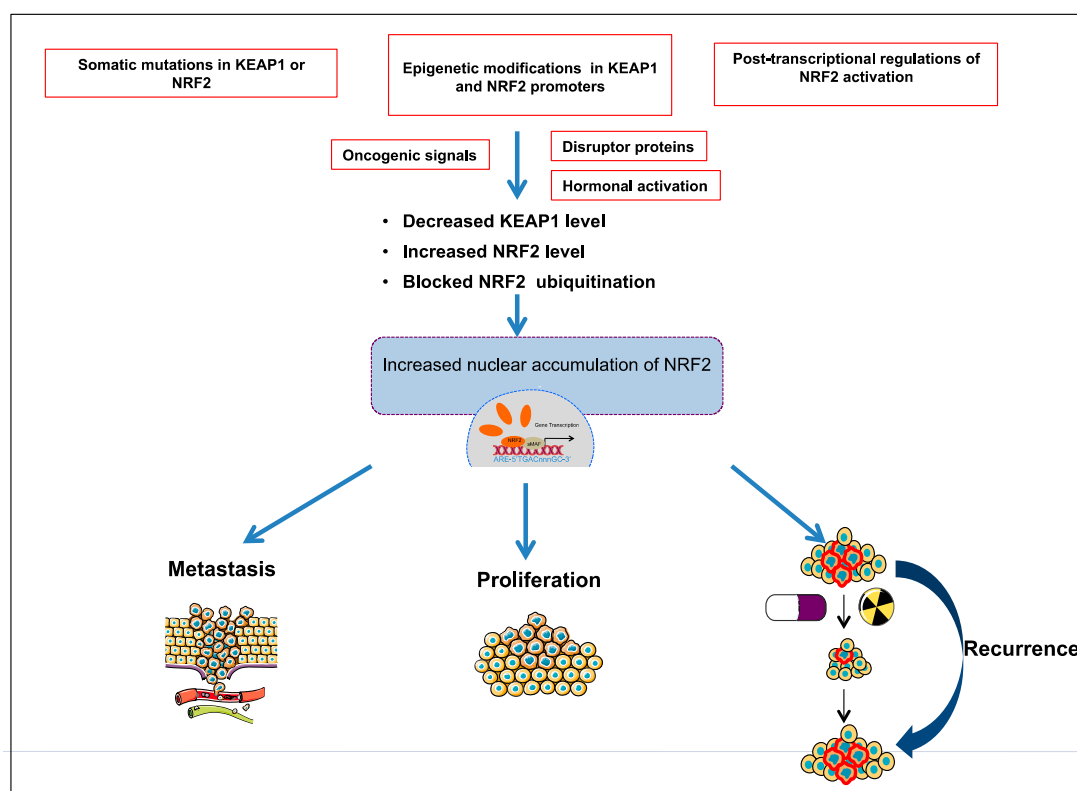 Somatic mutations in KEAP1 or
NRF2
Epigenetic modifications in KEAP1
and NRF2 promoters
Post-transcriptional regulations of
NRF2 activation
Oncogenic signals
Disruptor proteins
Hormonal activation
• Decreased KEAP1 level
• Increased NRF2 level
• Blocked NRF2 ubiquitination
Increased nuclear accumulation of NRF2
Gene Transcription
NRF2
sMAF
ARE-5'TGACnnnGC-3'
Metastasis
Proliferation
Recurrence